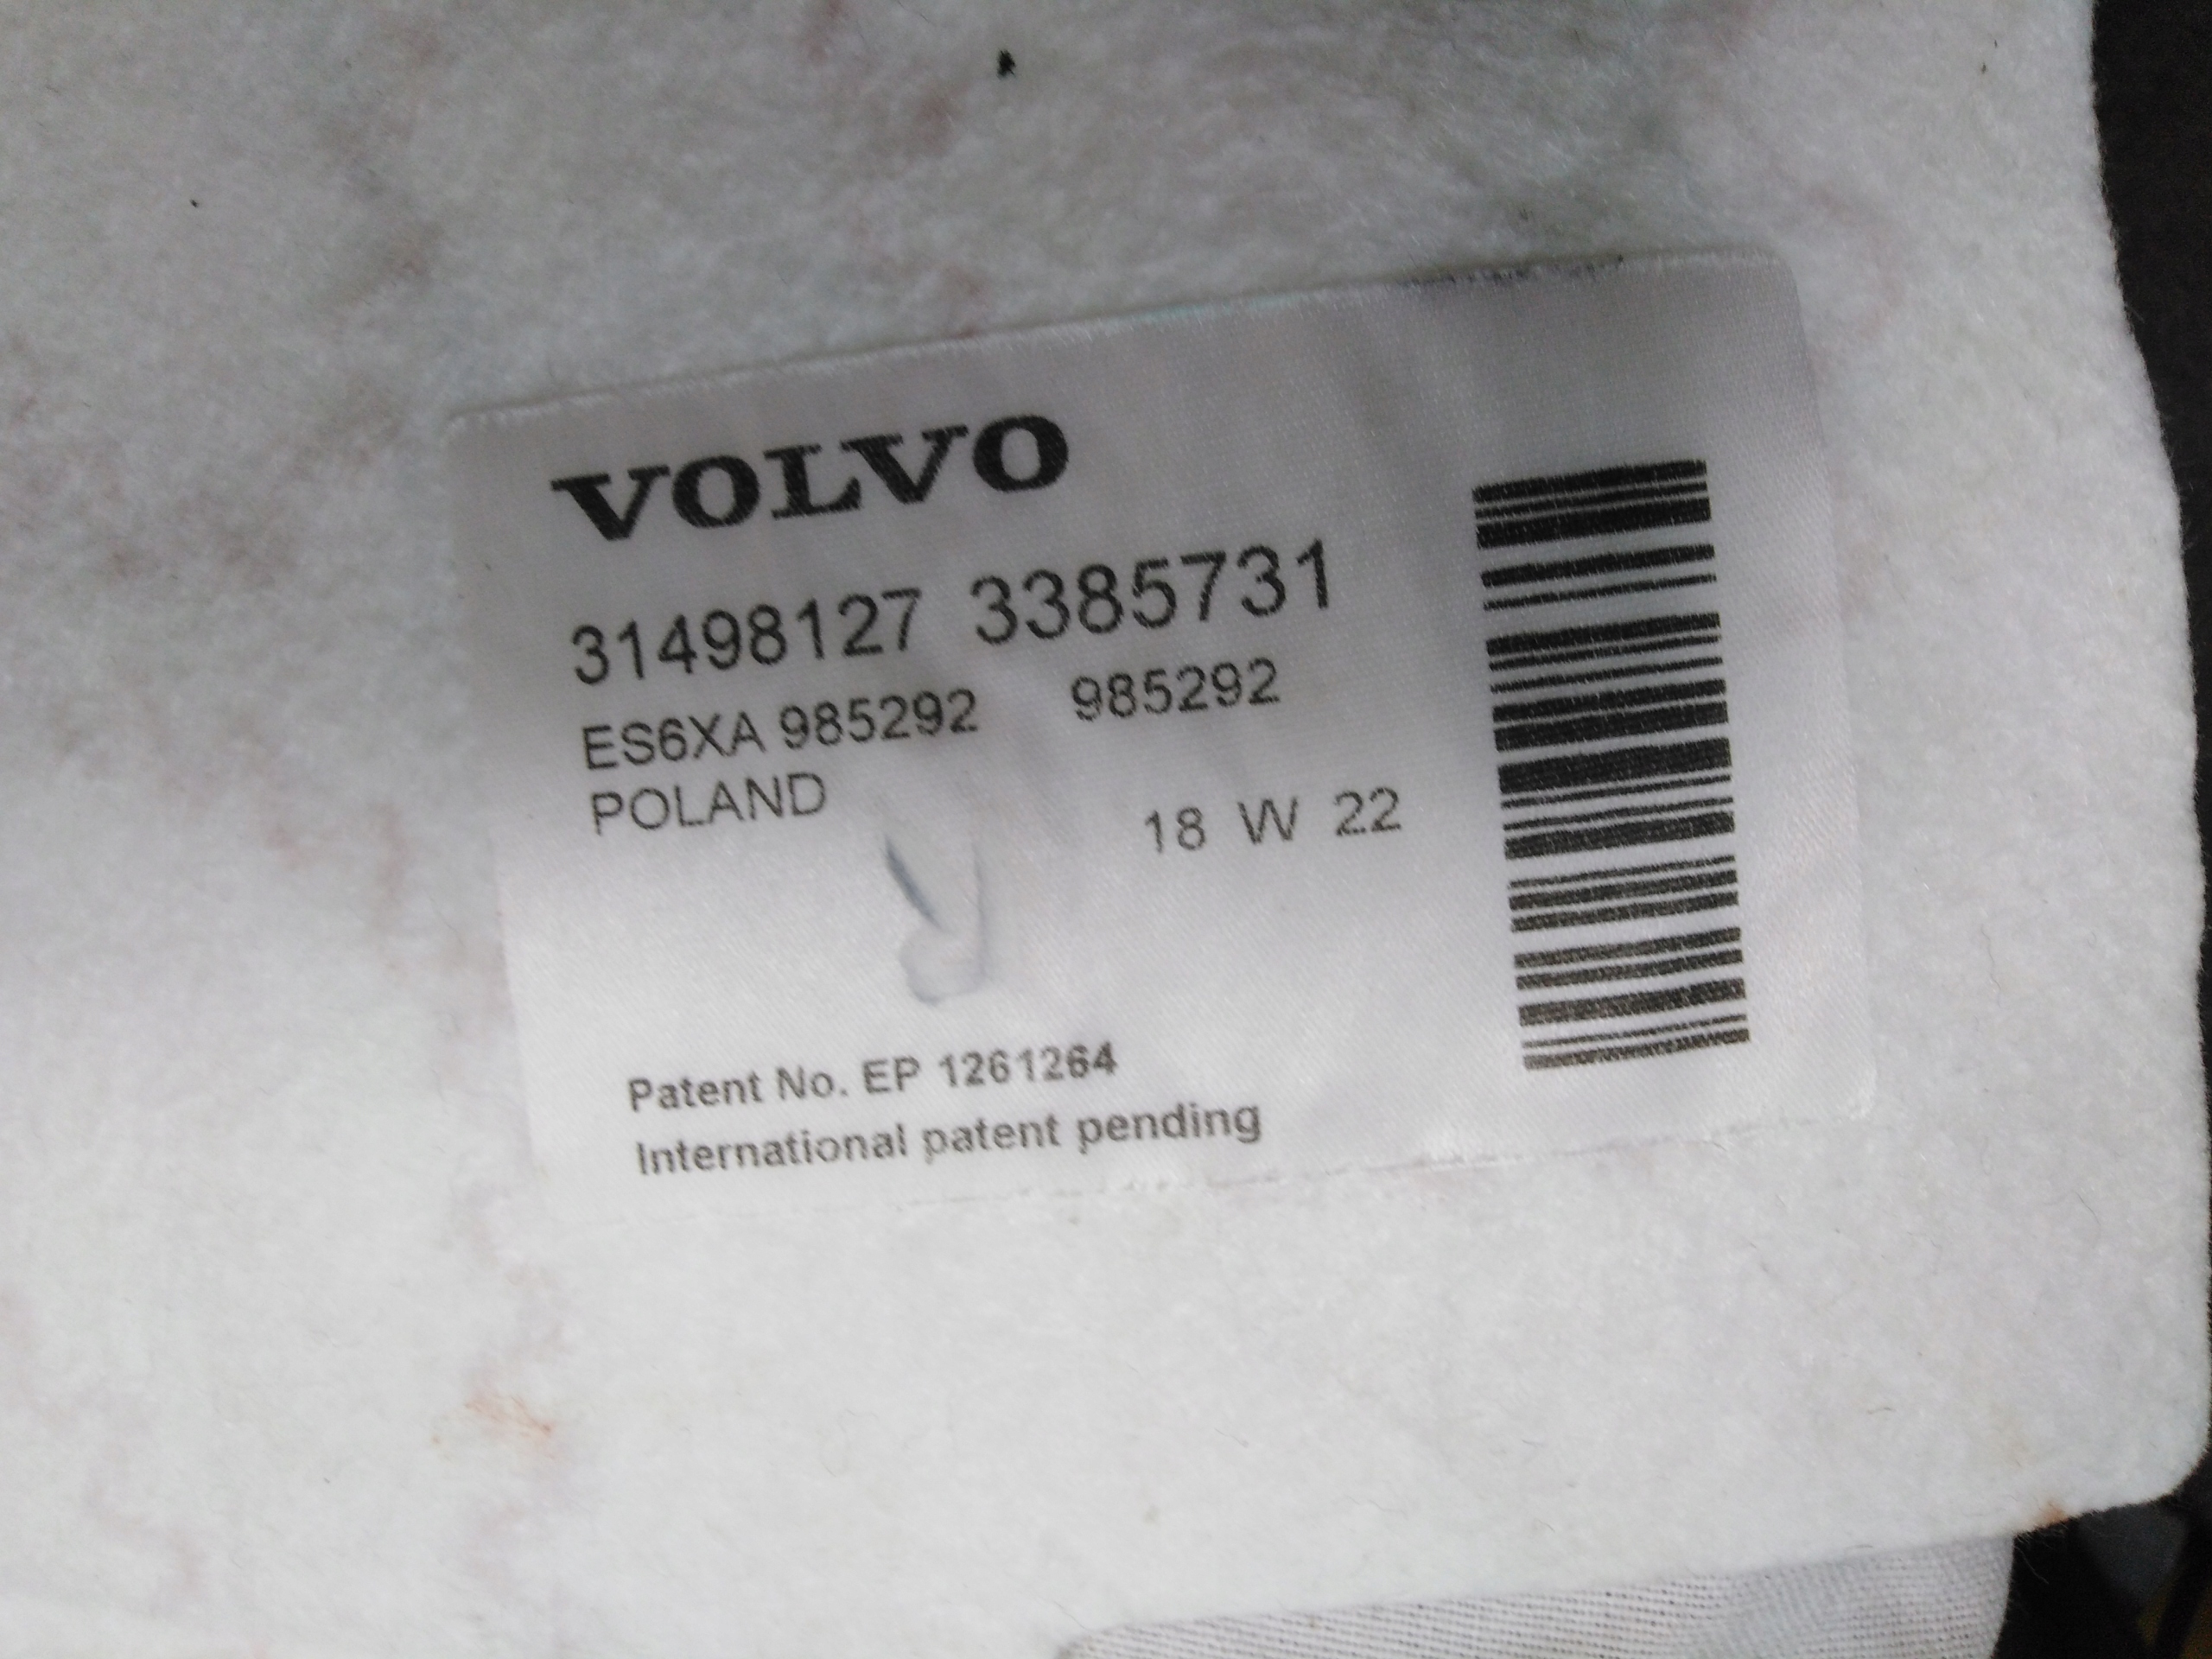 VOLVO
31498127 3385731
ES6XA 985292 985292
POLAND
18 W 22
Patent No. EP 1261264
International patent pending